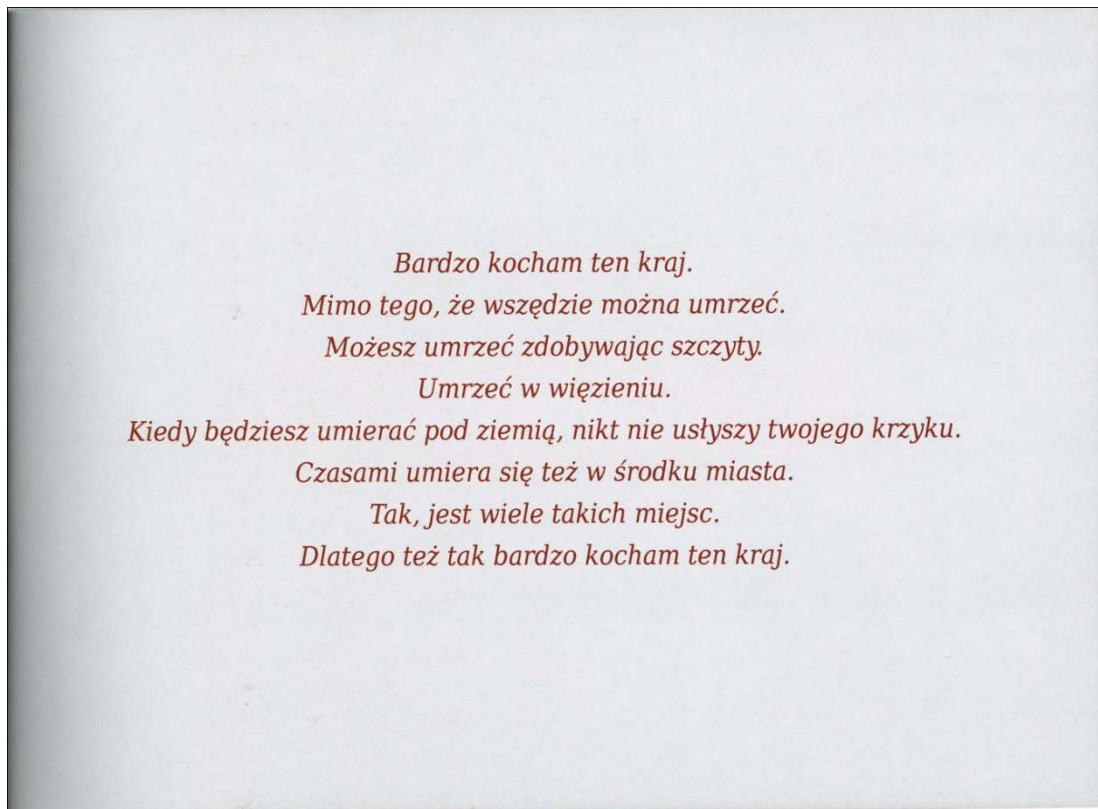 Bardzo kocham ten kraj.
Mimo tego, że wszędzie można umrzeć.
Możesz umrzeć zdobywając szczyty.
Umrzeć w więzieniu.
Kiedy będziesz umierać pod ziemią, nikt nie usłyszy twojego krzyku.
Czasami umiera się też w środku miasta.
Tak, jest wiele takich miejsc.
Dlatego też tak bardzo kocham ten kraj.